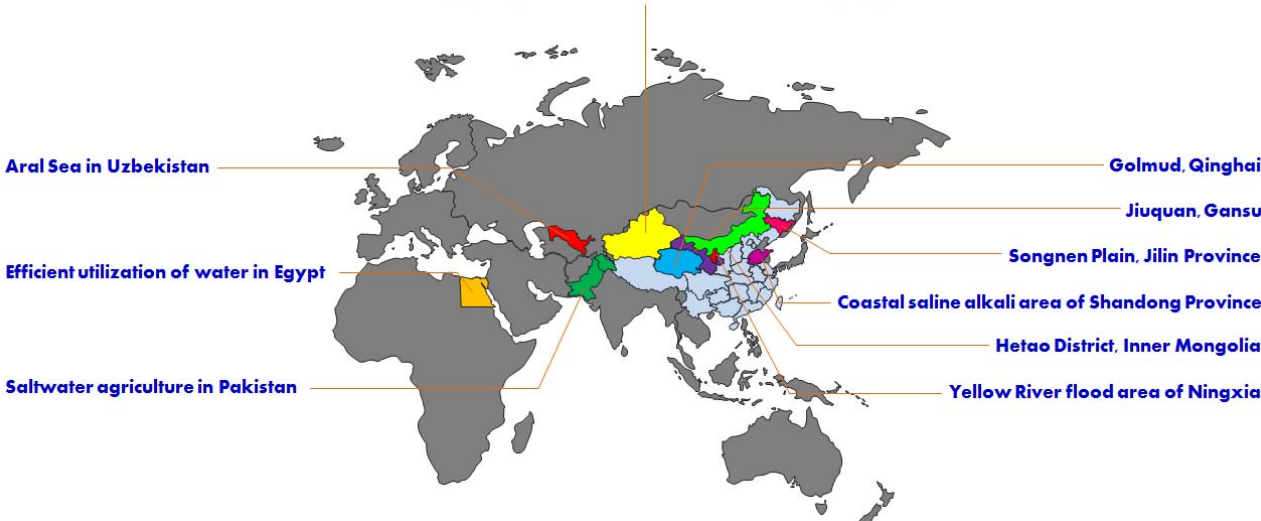 Aral Sea in Uzbekistan
Efficient utilization of water in Egypt
Saltwater agriculture in Pakistan
Golmud, Qinghai
Jiuquan, Gansu
Songnen Plain, Jilin Province
Coastal saline alkali area of Shandong Province
Hetao District, Inner Mongolia
Yellow River flood area of Ningxia